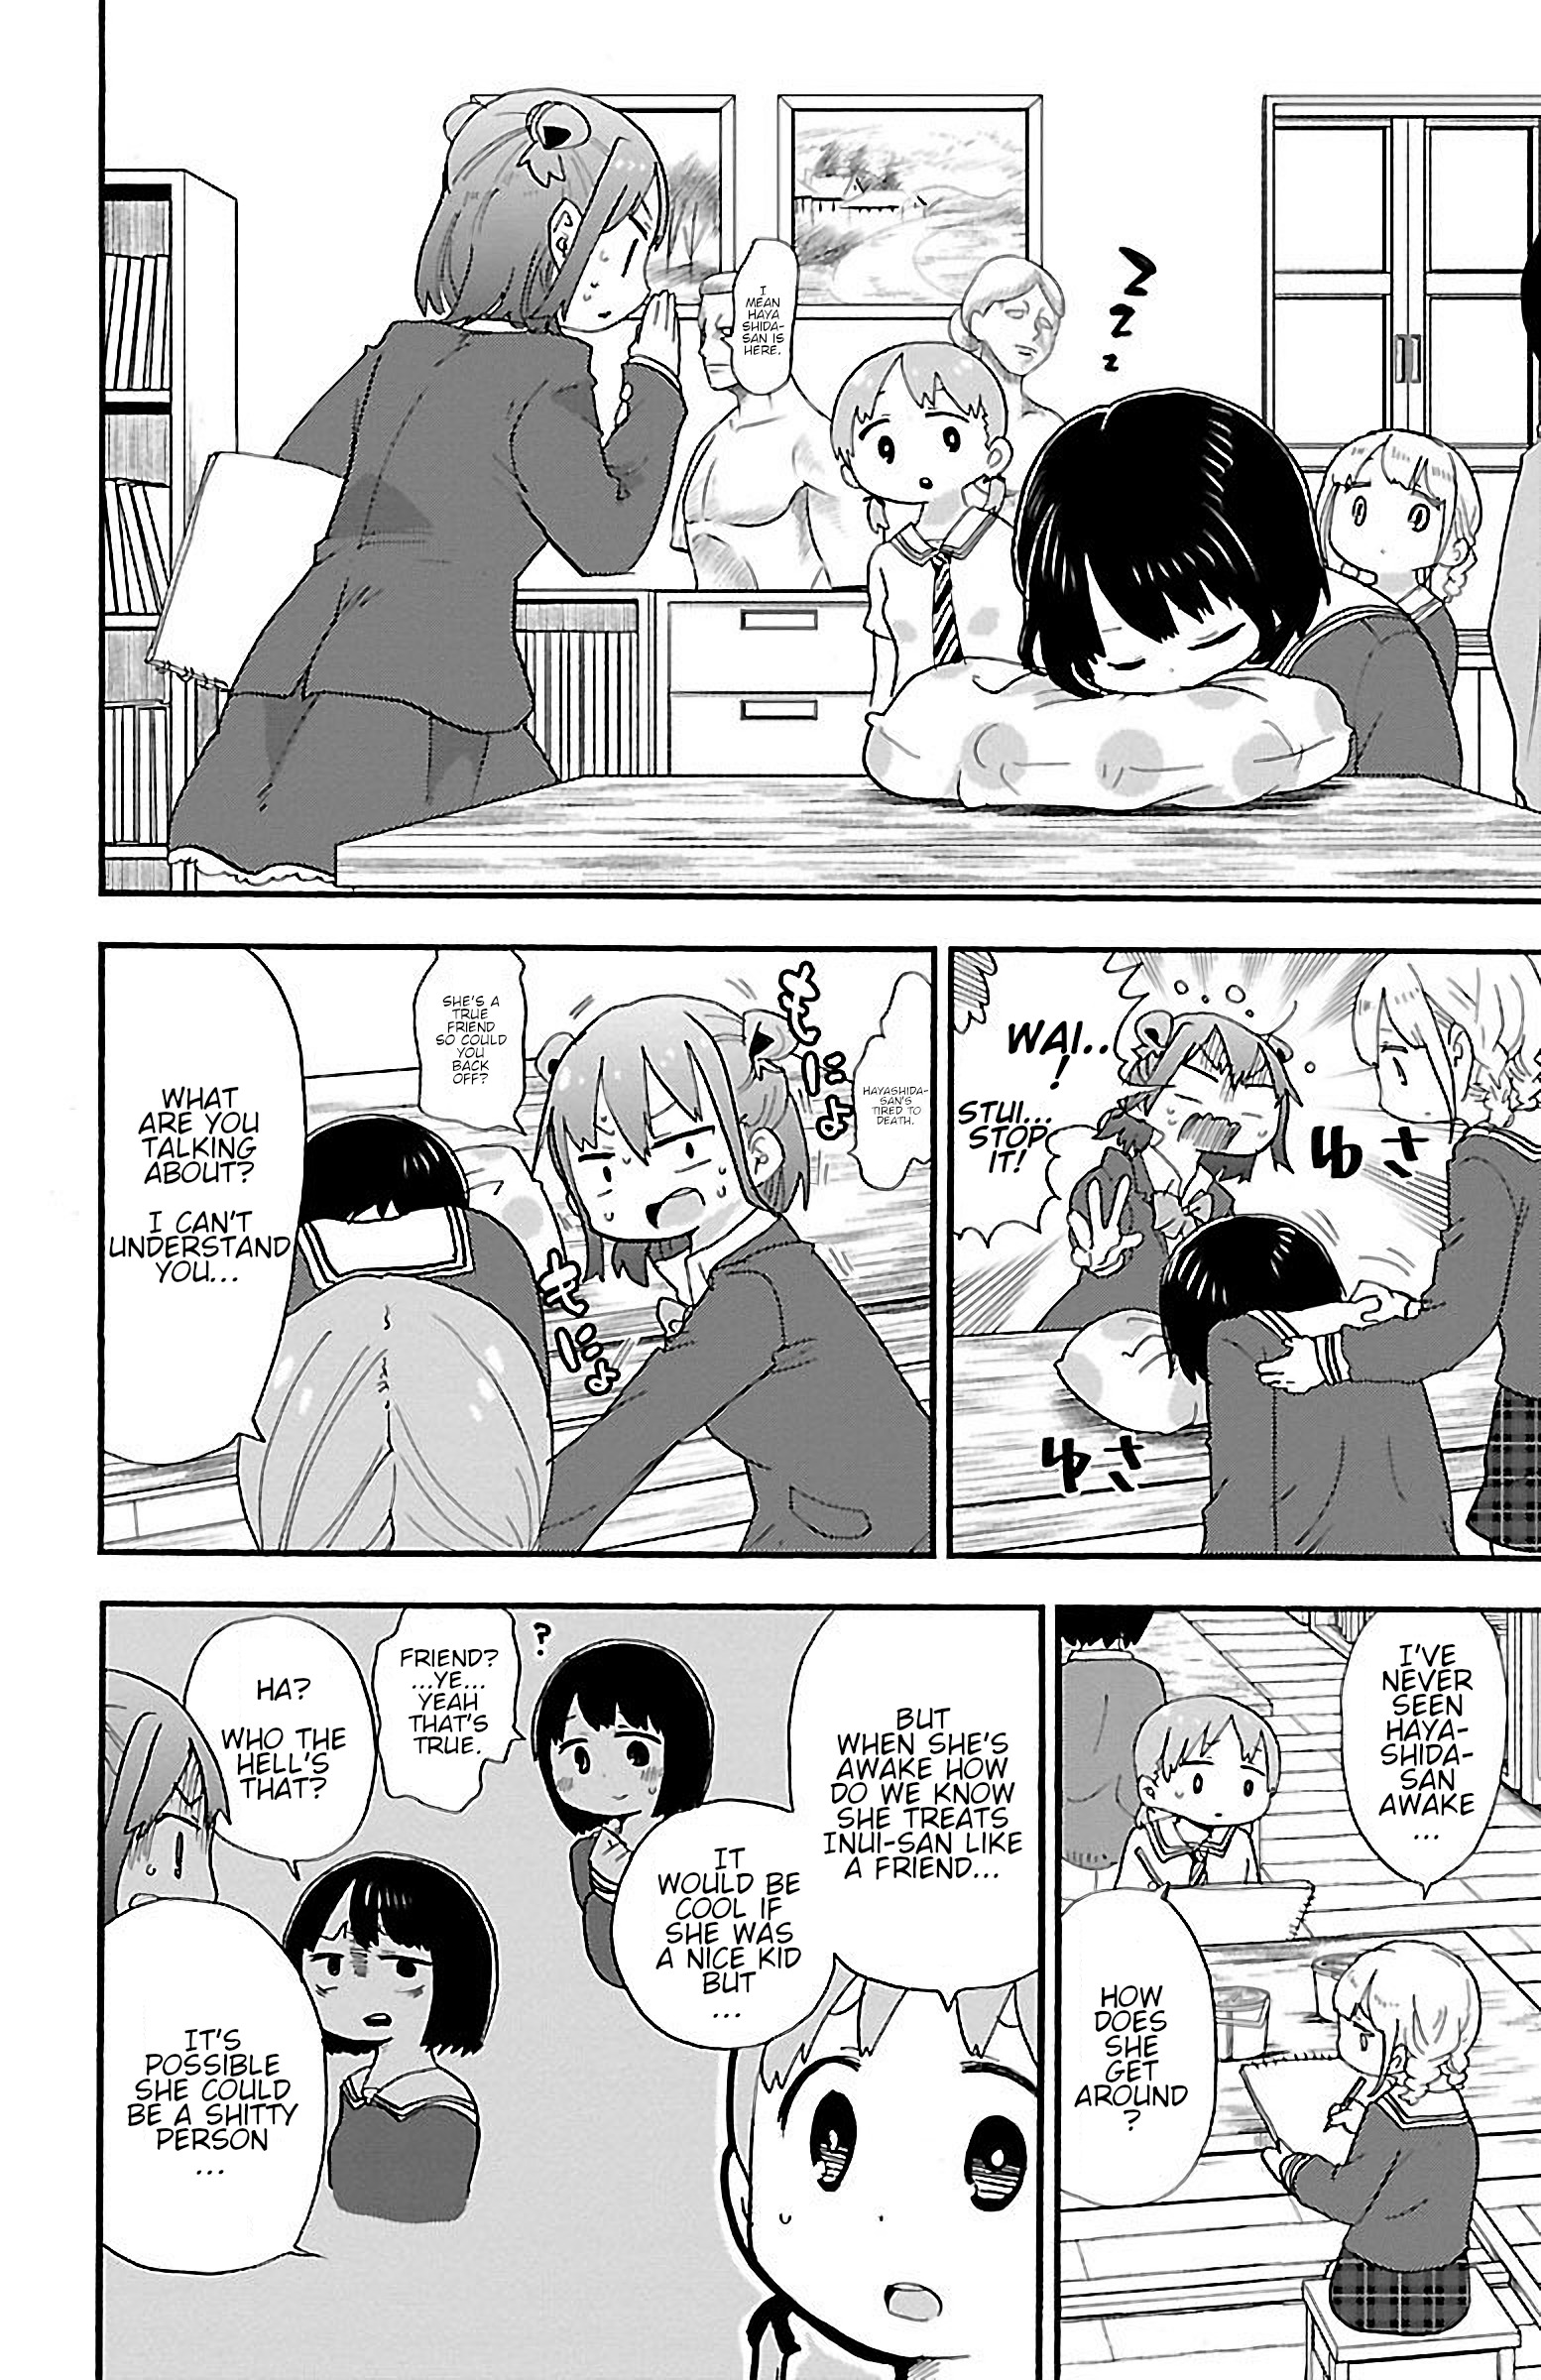 I
MEAN
HAYA
SHIDA-
SAN IS
HERE.
Z
Z
Z
WAI..
!
STUI...
STOP
IT!
ゆさ
ゆさ
HAYASHIDA-
SAN'S
TIRED TO
DEATH.
もにょ
SHE'S A
TRUE
FRIEND
SO COULD
YOU
BACK
OFF?
もにょ
WHAT
ARE YOU
TALKING
ABOUT?
I CAN'T
UNDERSTAND
YOU...
I'VE
NEVER
SEEN
HAYA-
SHIDA-
SAN
AWAKE
...
HOW
DOES
SHE
GET
AROUND
?
BUT
WHEN SHE'S
AWAKE HOW
DO WE KNOW
SHE TREATS
INUI-SAN LIKE
A FRIEND...
IT
WOULD BE
COOL IF
SHE WAS
A NICE KID
BUT
...
?
FRIEND?
...YE...
YEAH
THAT'S
TRUE.
HA?
WHO THE
HELL'S
THAT?
IT'S
POSSIBLE
SHE COULD
BE A SHITTY
PERSON
...